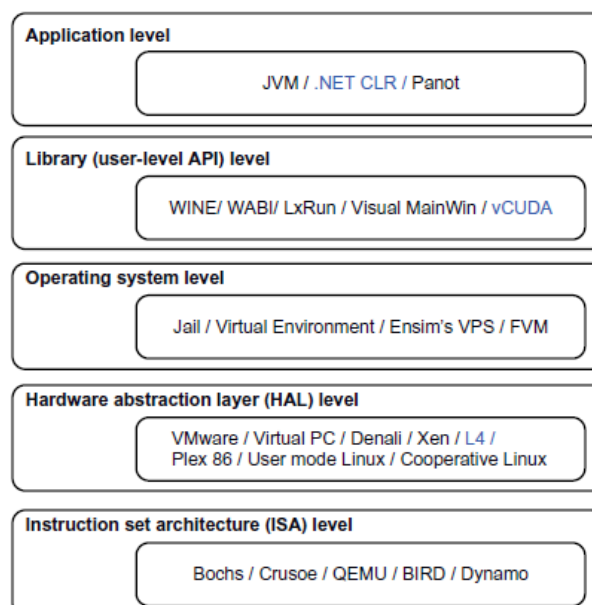 Application level
JVM / .NET CLR / Panot
Library (user-level API) level
WINE/ WABI/ LxRun / Visual MainWin / vCUDA
Operating system level
Jail / Virtual Environment / Ensim's VPS / FVM
Hardware abstraction layer (HAL) level
VMware / Virtual PC / Denali / Xen / L4 /
Plex 86 / User mode Linux / Cooperative Linux
Instruction set architecture (ISA) level
Bochs / Crusoe / QEMU / BIRD / Dynamo